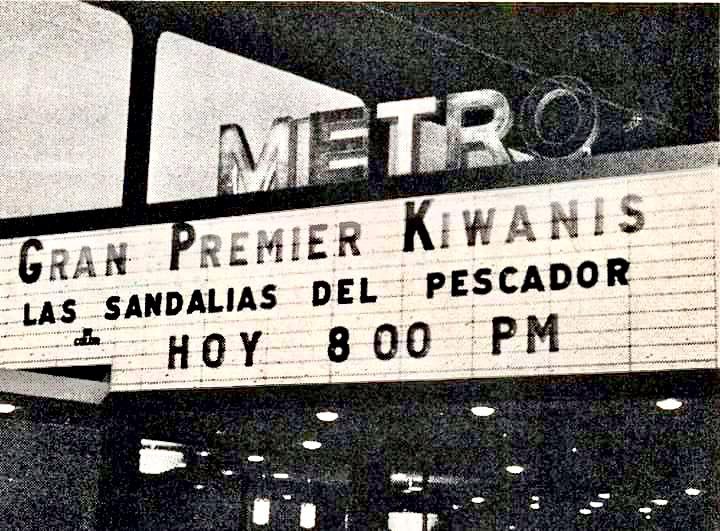 METRO
GRAN PREMIER KIWANIS
LAS SANDALIAS DEL PESCADOR
HOY 8 00 PM